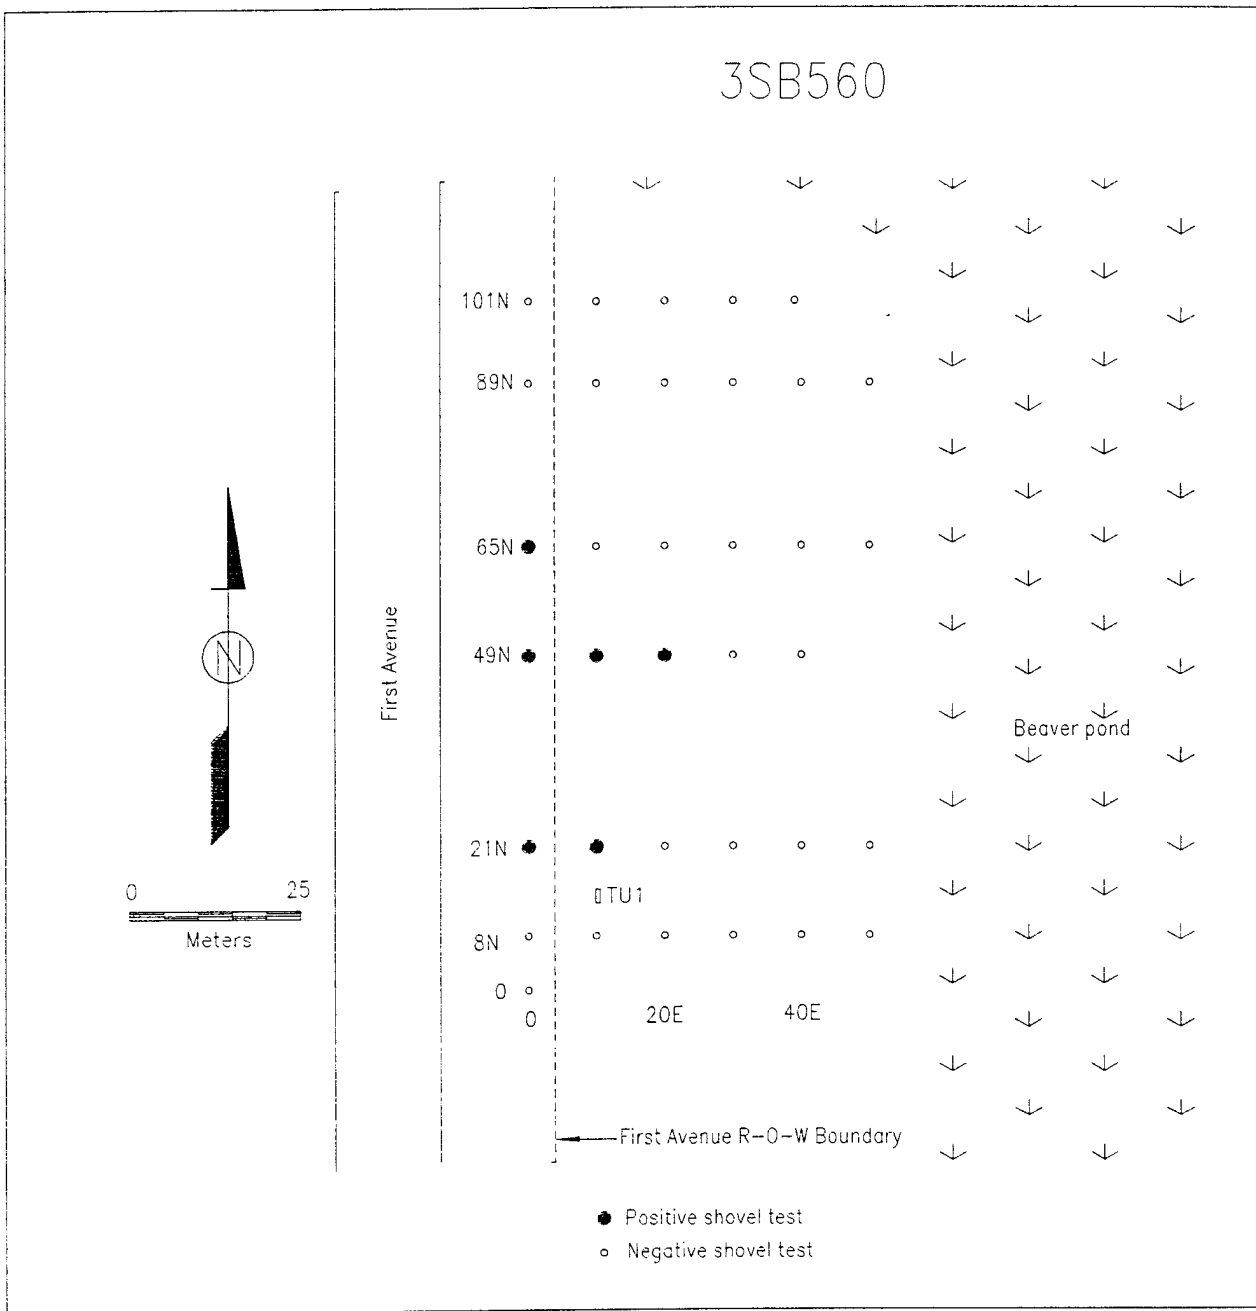 3SB560
101N
89N
65N
49N
First Avenue
N
Beaver pond
21N
0 25
TU1
Meters
8N
0
0 20E 40E
First Avenue R-O-W Boundary
Positive shovel test
Negative shovel test